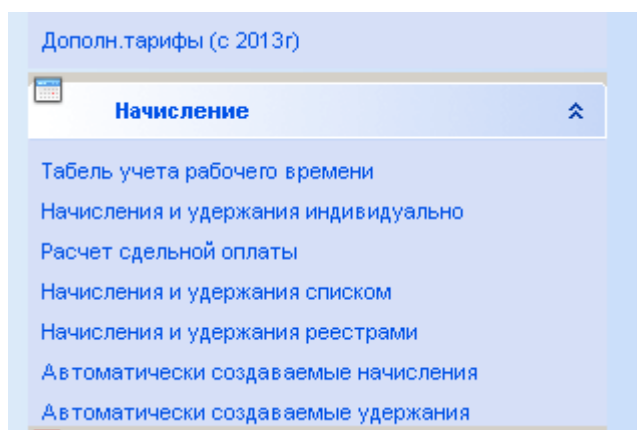 Дополн.тарифы (с 2013г)
Начисление
Табель учета рабочего времени
Начисления и удержания индивидуально
Расчет сдельной оплаты
Начисления и удержания списком
Начисления и удержания реестрами
Автоматически создаваемые начисления
Автоматически создаваемые удержания